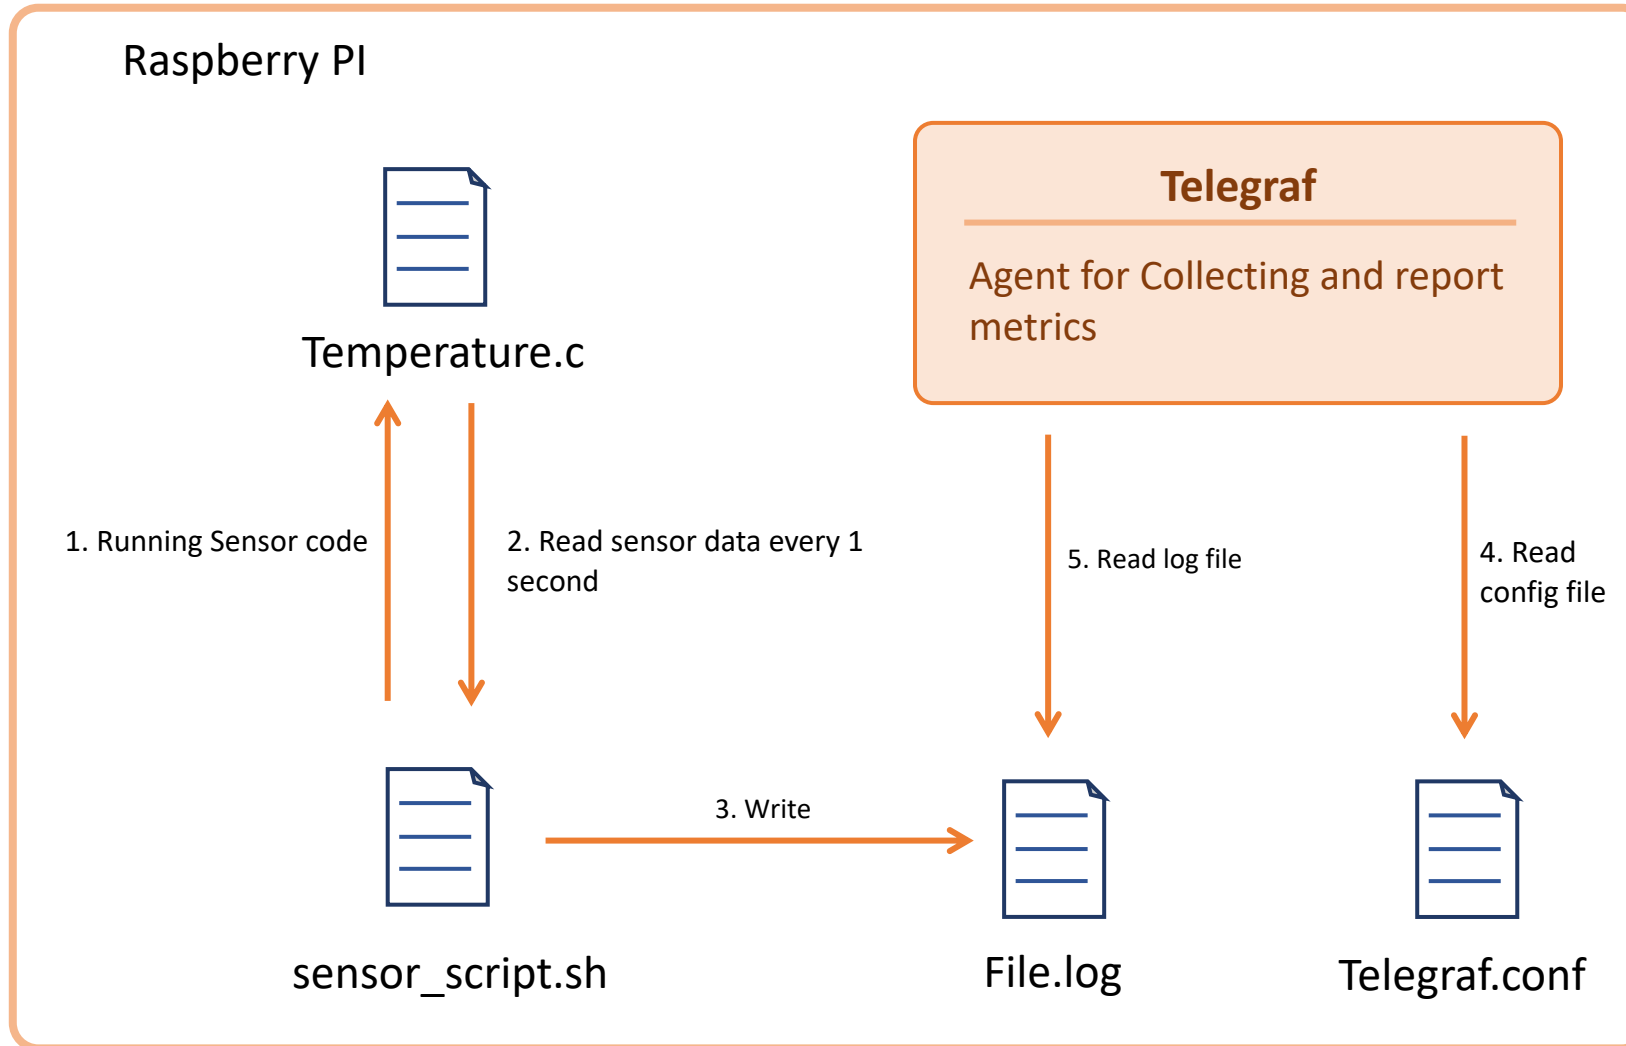 Raspberry PI
Telegraf
Agent for Collecting and report
metrics
Temperature.c
1. Running Sensor code
2. Read sensor data every 1
second
5. Read log file
4. Read
config file
3. Write
sensor_script.sh
File.log
Telegraf.conf